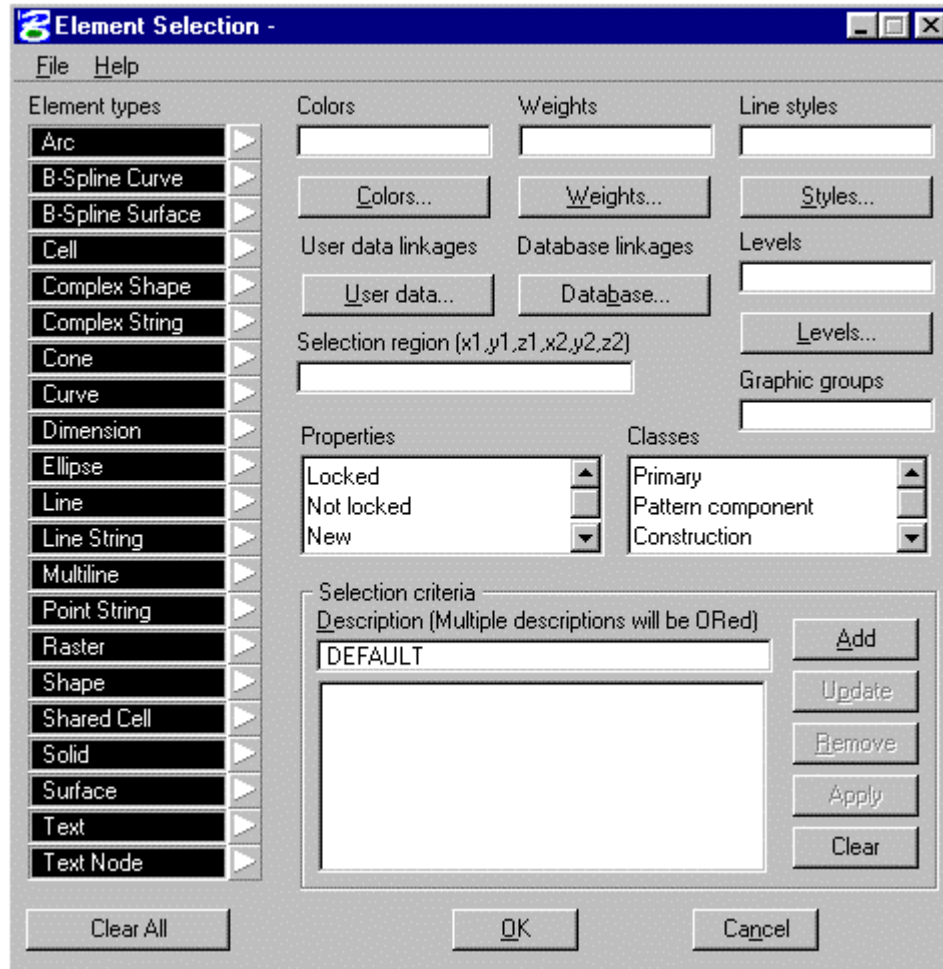 Element Selection -
File Help
Element types
Arc
B-Spline Curve
B-Spline Surface
Cell
Complex Shape
Complex String
Cone
Curve
Dimension
Ellipse
Line
Line String
Multiline
Point String
Raster
Shape
Shared Cell
Solid
Surface
Text
Text Node
Clear All
Colors
Colors...
Weights
Weights...
Line styles
Styles...
User data linkages
User data...
Database linkages
Database...
Levels
Levels...
Selection region (x1,y1,z1,x2,y2,z2)
Graphic groups
Properties
Locked
Not locked
New
Classes
Primary
Pattern component
Construction
Selection criteria
Description (Multiple descriptions will be ORed)
DEFAULT
Add
Update
Remove
Apply
Clear
OK
Cancel